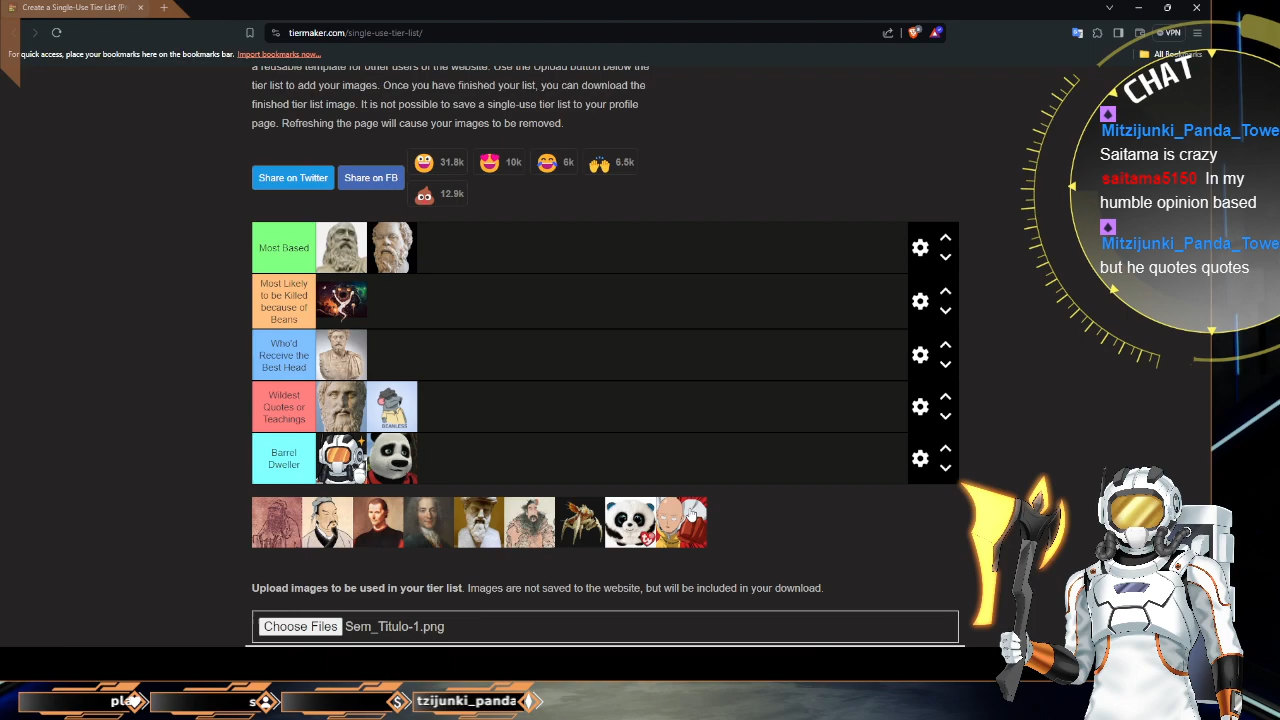 Create a Single-Use Tier List (Pri
tiermaker.com/single-use-tier-list/
VPN
For quick access, place your bookmarks here on the bookmarks bar. Import bookmarks now...
All Bookmarks
a reusable template for other users of the website. Use the Upload button below the
tier list to add your images. Once you have finished your list, you can download the
finished tier list image. It is not possible to save a single-use tier list to your profile
page. Refreshing the page will cause your images to be removed.
31.8k
10k
6k
6.5k
Share on Twitter
Share on FB
12.9k
Most Based
Most Likely
to be Killed
because of
Beans
Who'd
Receive the
Best Head
Wildest
Quotes or
Teachings
BEANLESS
Barrel
Dweller
ty
Upload images to be used in your tier list. Images are not saved to the website, but will be included in your download.
Choose Files Sem_Titulo-1.png
CHAT
Mitzijunki_Panda_Towe
Saitama is crazy
saitama5150 In my
humble opinion based
Mitzijunki_Panda_Towe
but he quotes quotes
pl
s
$
tzijunki_panda